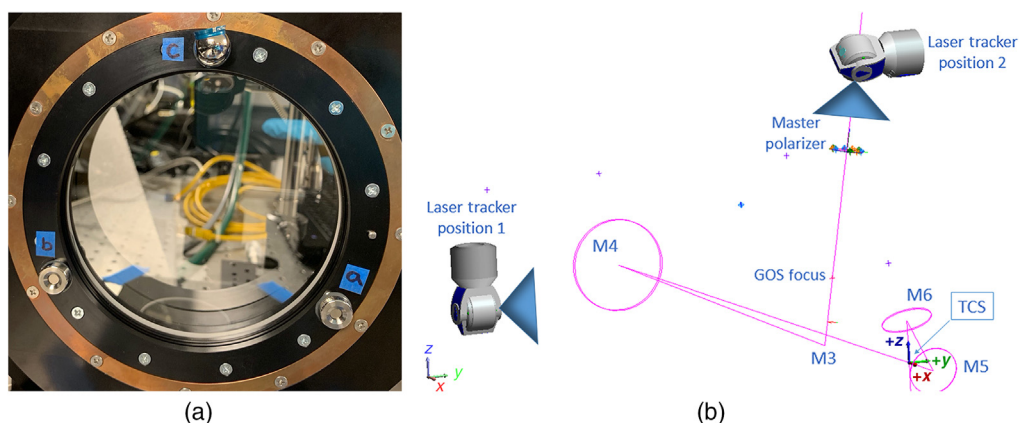 C
b
a
(a)
Laser tracker
position 2
Master
polarizer
Laser tracker
position 1
M4
GOS focus
M6
TCS
+z
+y
M3
+x
M5
z
y
x
(b)